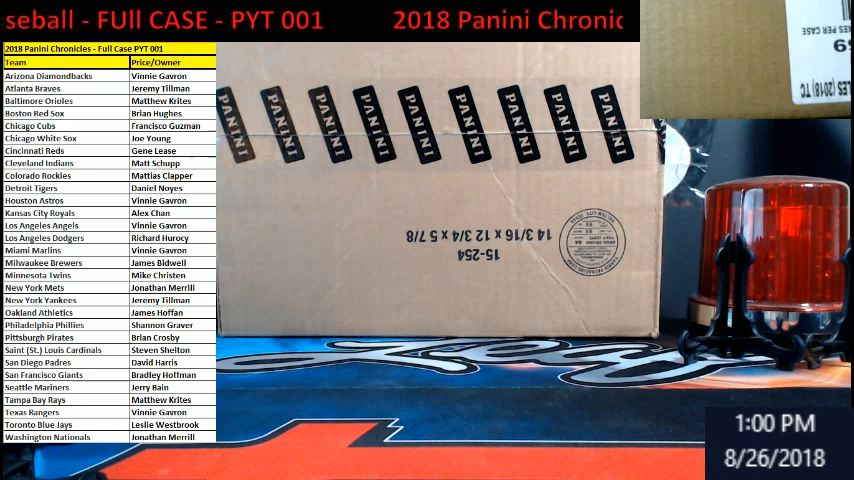 seball - FUll CASE - PYT 001 2018 Panini Chronic
2018 Panini Chronicles - Full Case PYT 001
Team Price/Owner
Arizona Diamondbacks Vinnie Gavron
Atlanta Braves Jeremy Tillman
Baltimore Orioles Matthew Krites
Boston Red Sox Brian Hughes
Chicago Cubs Francisco Guzman
Chicago White Sox Joe Young
Cincinnati Reds Gene Lease
Cleveland Indians Matt Schupp
Colorado Rockies Mattias Clapper
Detroit Tigers Daniel Noyes
Houston Astros Vinnie Gavron
Kansas City Royals Alex Chan
Los Angeles Angels Vinnie Gavron
Los Angeles Dodgers Richard Hurocy
Miami Marlins Vinnie Gavron
Milwaukee Brewers James Bidwell
Minnesota Twins Mike Christen
New York Mets Jonathan Merrill
New York Yankees Jeremy Tillman
Oakland Athletics James Hoffan
Philadelphia Phillies Shannon Graver
Pittsburgh Pirates Brian Crosby
Saint (St.) Louis Cardinals Steven Shelton
San Diego Padres David Harris
San Francisco Giants Bradley Hoffman
Seattle Mariners Jerry Bain
Tampa Bay Rays Matthew Krites
Texas Rangers Vinnie Gavron
Toronto Blue Jays Leslie Westbrook
Washington Nationals Jonathan Merrill
PANINI PANINI PANINI PANINI PANINI PANINI PANINI PANINI PANINI
14 3/16 x 12 3/4 x 5 7/8
15-254
XES PER CASE
LES (2018) TC
1:00 PM
8/26/2018